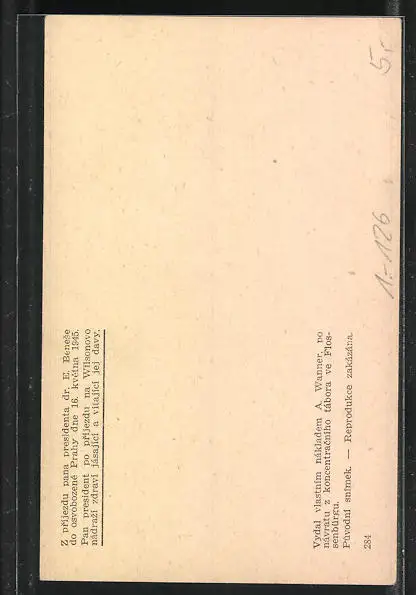 Z příjezdu pana presidenta dr. E. Beneše
do osvobozené Prahy dne 16. května 1945.
Pan president po příjezdu na Wilsonovo
nádraží zdraví jásající a vítající jej davy.
Vydal vlastním nákladem A. Wanner, po
návratu z koncentračního tábora ve Flos-
senbürgu.
Původní snímek. — Reprodukce zakázána.
284
1.-126